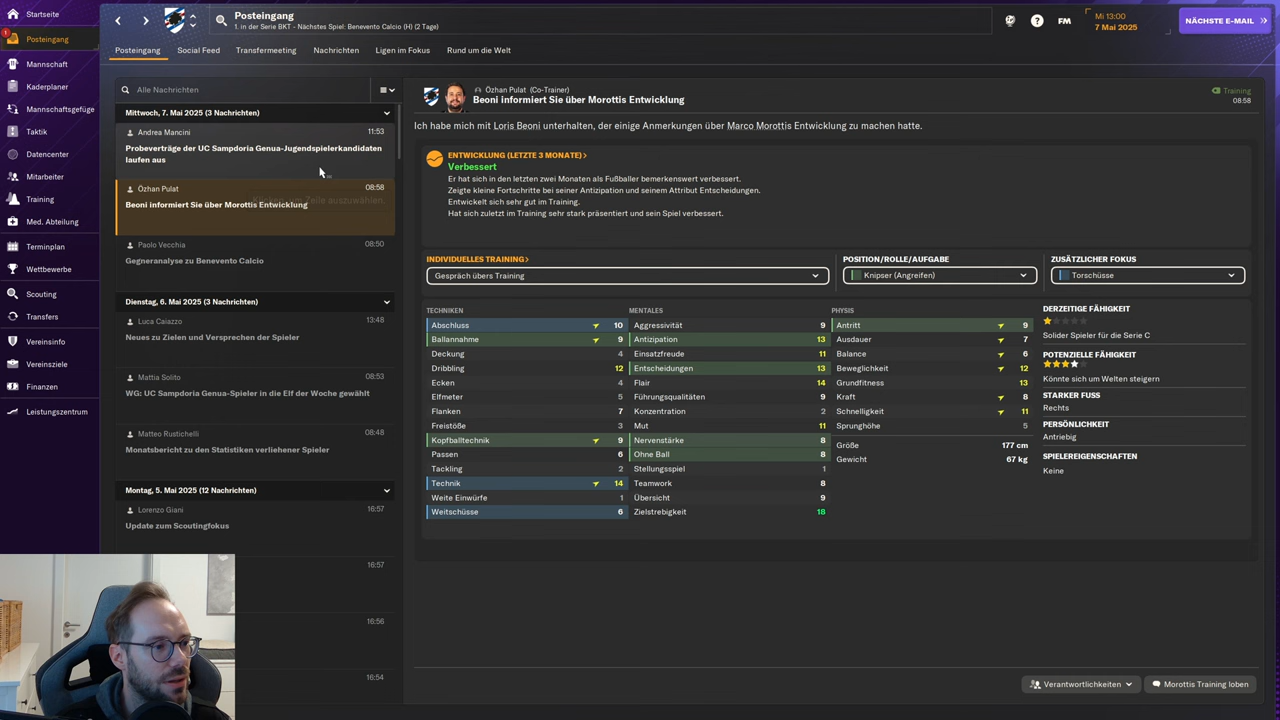 Startseite
1
Posteingang
Mannschaft
Kaderplaner
Mannschaftsgefüge
Taktik
Datencenter
Mitarbeiter
Training
Med. Abteilung
Terminplan
Wettbewerbe
Scouting
Transfers
Vereinsinfo
Vereinsziele
Finanzen
Leistungszentrum
Posteingang
1. in der Serie BKT - Nächstes Spiel: Benevento Calcio (H) (2 Tage)
?
FM
Mi 13:00
7 Mai 2025
NÄCHSTE E-MAIL
Posteingang
Social Feed
Transfermeeting
Nachrichten
Ligen im Fokus
Rund um die Welt
Alle Nachrichten
Mittwoch, 7. Mai 2025 (3 Nachrichten)
Andrea Mancini 11:53
Probeverträge der UC Sampdoria Genua-Jugendspielerkandidaten
laufen aus
Özhan Pulat 08:58
Beoni informiert Sie über Morottis Entwicklung
Paolo Vecchia 08:50
Gegneranalyse zu Benevento Calcio
Dienstag, 6. Mai 2025 (3 Nachrichten)
Luca Caiazzo 13:48
Neues zu Zielen und Versprechen der Spieler
Mattia Solito 08:53
WG: UC Sampdoria Genua-Spieler in die Elf der Woche gewählt
Matteo Rustichelli 08:48
Monatsbericht zu den Statistiken verliehener Spieler
Montag, 5. Mai 2025 (12 Nachrichten)
Lorenzo Giani 16:57
Update zum Scoutingfokus
16:57
16:56
16:54
Özhan Pulat (Co-Trainer)
Beoni informiert Sie über Morottis Entwicklung
Training
08:58
Ich habe mich mit Loris Beoni unterhalten, der einige Anmerkungen über Marco Morottis Entwicklung zu machen hatte.
ENTWICKLUNG (LETZTE 3 MONATE)
Verbessert
Er hat sich in den letzten zwei Monaten als Fußballer bemerkenswert verbessert.
Zeigte kleine Fortschritte bei seiner Antizipation und seinem Attribut Entscheidungen.
Entwickelt sich sehr gut im Training.
Hat sich zuletzt im Training sehr stark präsentiert und sein Spiel verbessert.
INDIVIDUELLES TRAINING
Gespräch übers Training
POSITION/ROLLE/AUFGABE
Knipser (Angreifen)
ZUSÄTZLICHER FOKUS
Torschüsse
TECHNIKEN
Abschluss 10
Ballannahme 9
Deckung 4
Dribbling 12
Ecken 4
Elfmeter 5
Flanken 7
Freistöße 3
Kopfballtechnik 9
Passen 6
Tackling 2
Technik 14
Weite Einwürfe 1
Weitschüsse 6
MENTALES
Aggressivität 9
Antizipation 13
Einsatzfreude 11
Entscheidungen 13
Flair 14
Führungsqualitäten 9
Konzentration 2
Mut 11
Nervenstärke 8
Ohne Ball 8
Stellungsspiel 1
Teamwork 8
Übersicht 9
Zielstrebigkeit 18
PHYSIS
Antritt 9
Ausdauer 7
Balance 6
Beweglichkeit 12
Grundfitness 13
Kraft 8
Schnelligkeit 11
Sprunghöhe 5
Größe 177 cm
Gewicht 67 kg
DERZEITIGE FÄHIGKEIT
Solider Spieler für die Serie C
POTENZIELLE FÄHIGKEIT
Könnte sich um Welten steigern
STARKER FUSS
Rechts
PERSÖNLICHKEIT
Antriebig
SPIELEREIGENSCHAFTEN
Keine
Verantwortlichkeiten
Morottis Training loben